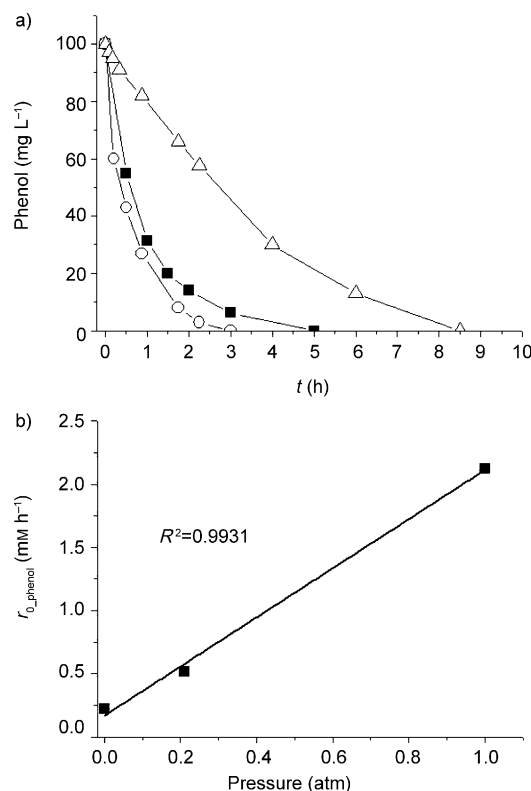 a)
100
80
60
40
20
0
Phenol (mg L⁻¹)
0 1 2 3 4 5 6 7 8 9 10
t (h)
b)
2.5
2.0
1.5
1.0
0.5
0.0
r₀_phenol (mM h⁻¹)
R²=0.9931
0.0 0.2 0.4 0.6 0.8 1.0
Pressure (atm)